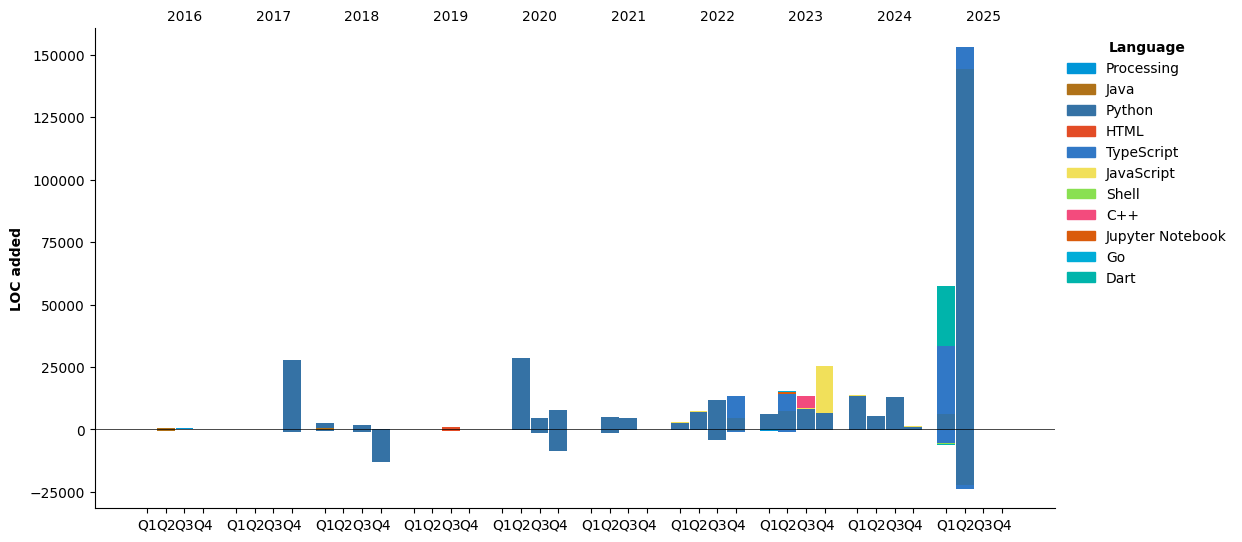 2016 2017 2018 2019 2020 2021 2022 2023 2024 2025
Language
Processing
Java
Python
HTML
TypeScript
JavaScript
Shell
C++
Jupyter Notebook
Go
Dart
LOC added
150000
125000
100000
75000
50000
25000
0
−25000
Q1Q2Q3Q4 Q1Q2Q3Q4 Q1Q2Q3Q4 Q1Q2Q3Q4 Q1Q2Q3Q4 Q1Q2Q3Q4 Q1Q2Q3Q4 Q1Q2Q3Q4 Q1Q2Q3Q4 Q1Q2Q3Q4